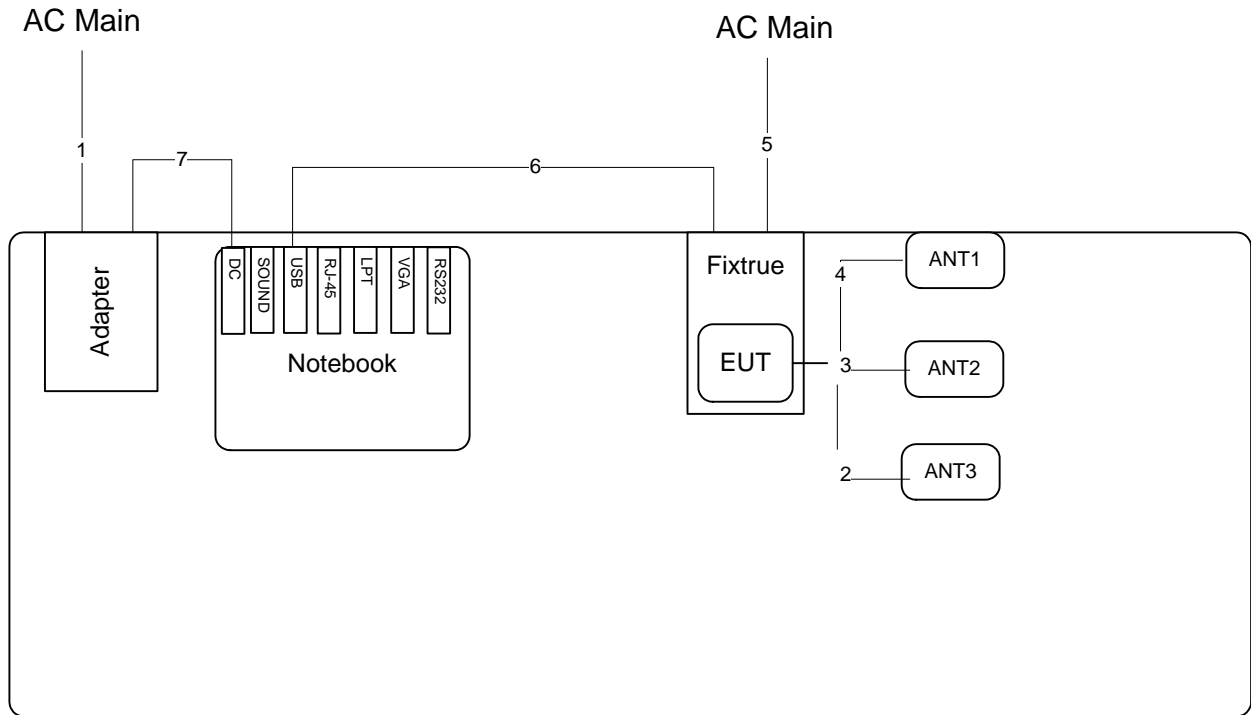 AC Main
AC Main
1
7
6
5
Adapter
DC
SOUND
USB
RJ-45
LPT
VGA
RS232
Notebook
Fixtrue
EUT
4
ANT1
3
ANT2
2
ANT3